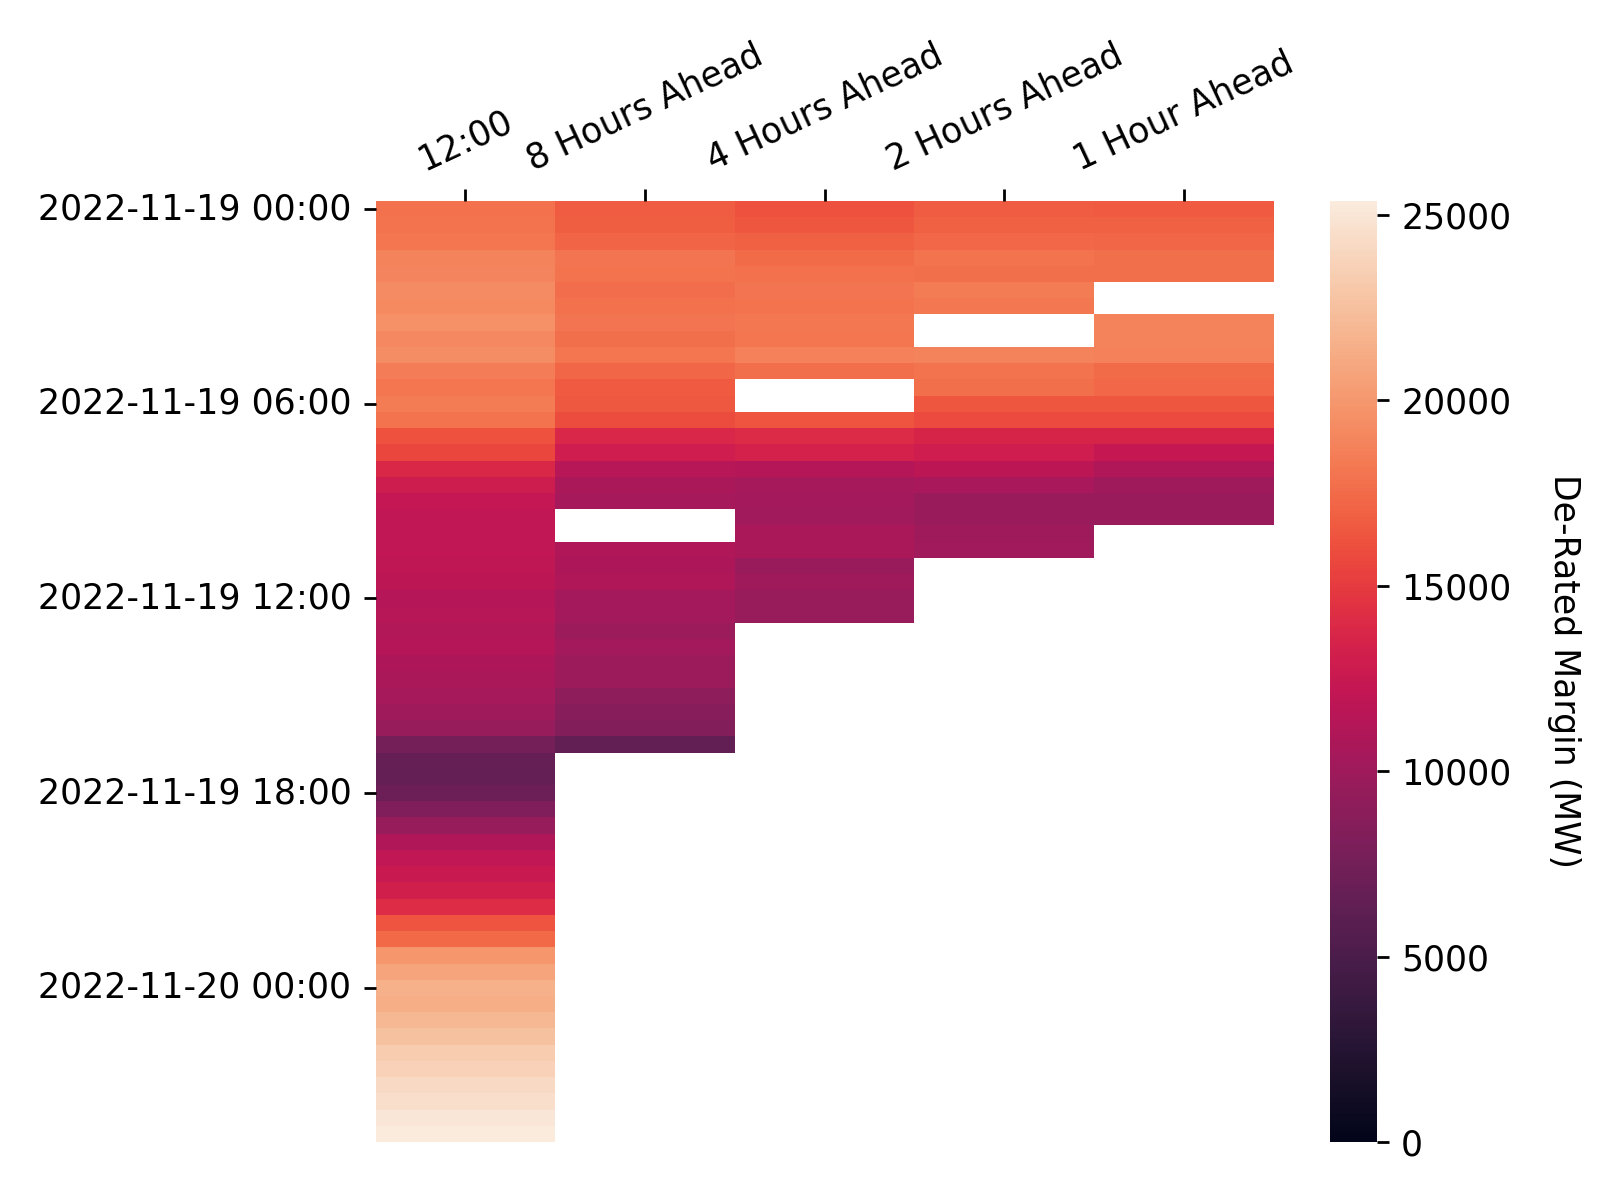 12:00
8 Hours Ahead
4 Hours Ahead
2 Hours Ahead
1 Hour Ahead
2022-11-19 00:00
2022-11-19 06:00
2022-11-19 12:00
2022-11-19 18:00
2022-11-20 00:00
25000
20000
15000
10000
5000
0
De-Rated Margin (MW)